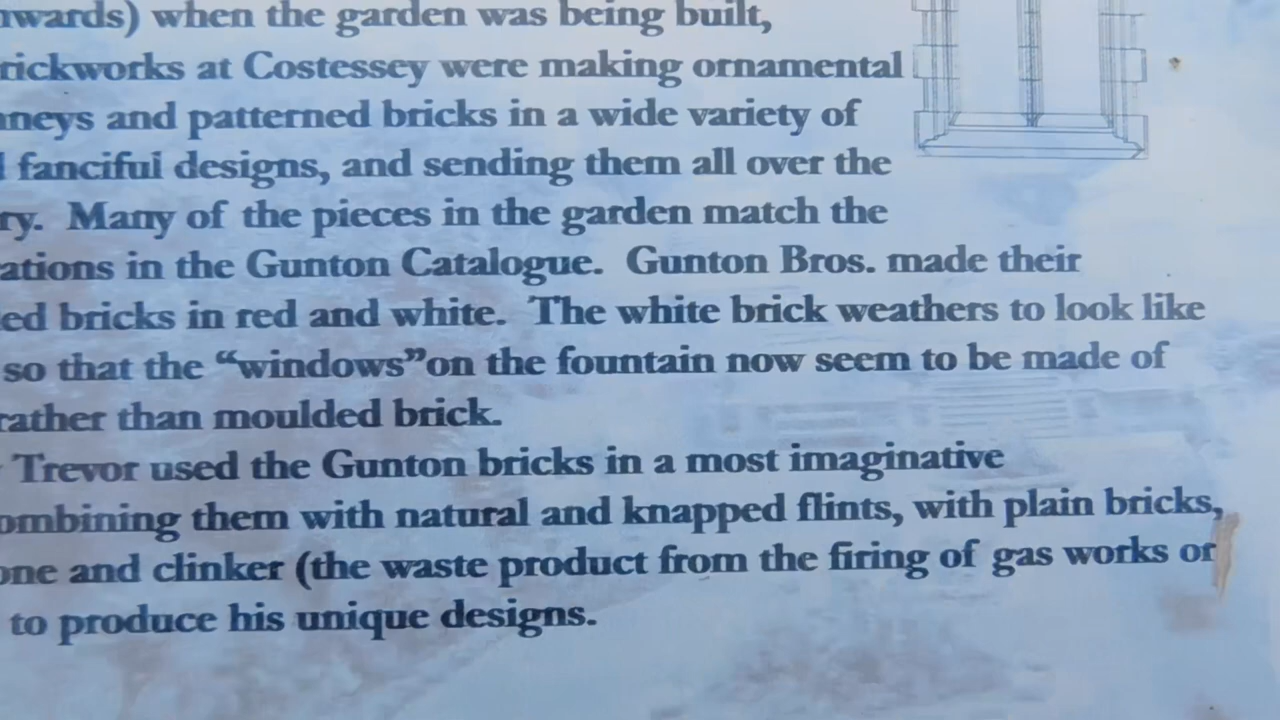 nwards) when the garden was being built,
rickworks at Costessey were making ornamental
neys and patterned bricks in a wide variety of
fanciful designs, and sending them all over the
ry. Many of the pieces in the garden match the
ations in the Gunton Catalogue. Gunton Bros. made their
ed bricks in red and white. The white brick weathers to look like
so that the “windows”on the fountain now seem to be made of
rather than moulded brick.
Trevor used the Gunton bricks in a most imaginative
ombining them with natural and knapped flints, with plain bricks,
one and clinker (the waste product from the firing of gas works or
to produce his unique designs.